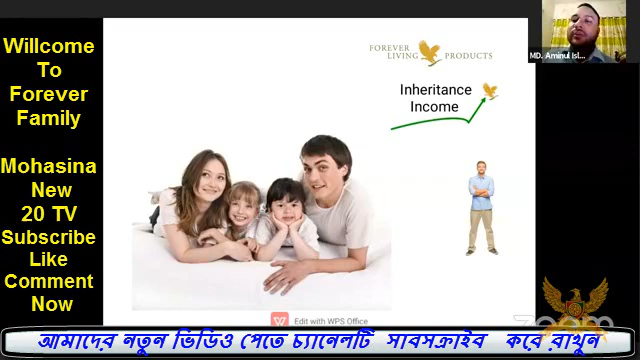 Willcome
To
Forever
Family
Mohasina
New
20 TV
Subscribe
Like
Comment
Now
FOREVER
LIVING PRODUCTS
Inheritance
Income
MD. Aminul Isl...
Edit with WPS Office
zoom
আমাদের নতুন ভিডিও পেতে চ্যানেলটি সাবসক্রাইব করে রাখুন